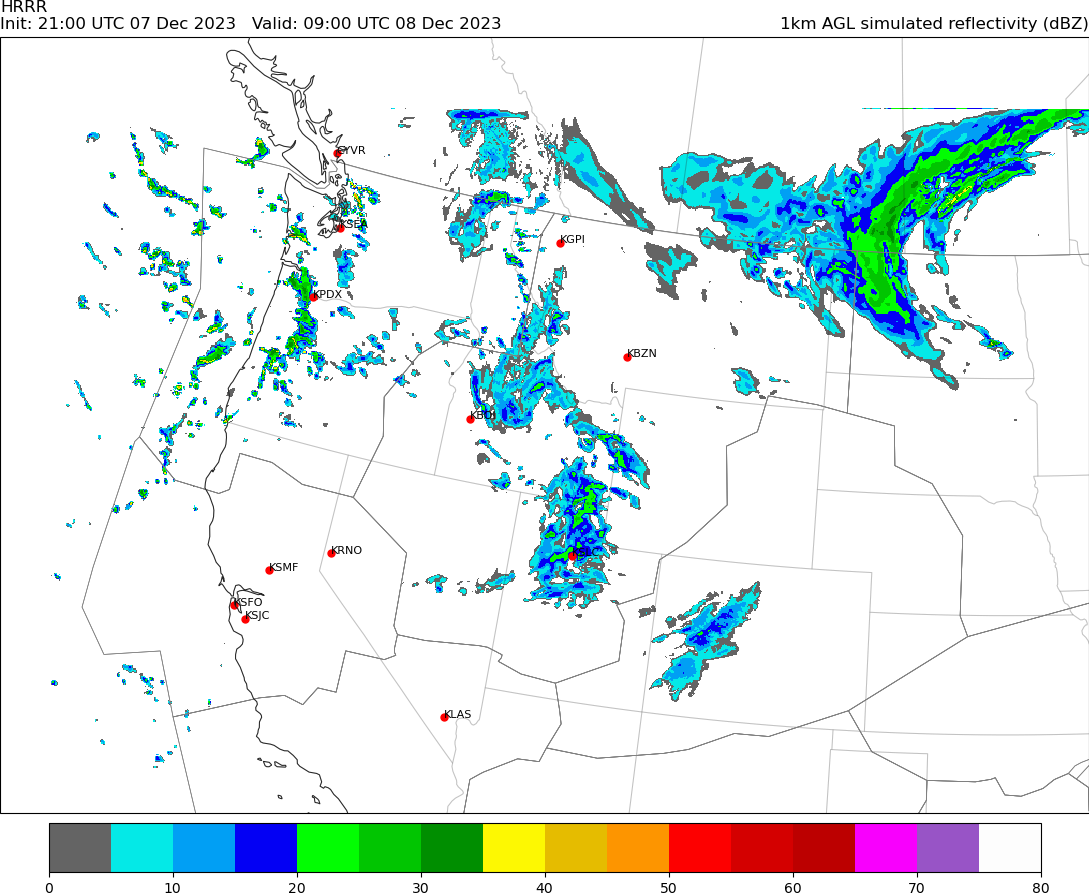 HRRR
Init: 21:00 UTC 07 Dec 2023 Valid: 09:00 UTC 08 Dec 2023 1km AGL simulated reflectivity (dBZ)
CYVR
KSEA
KGPI
KPDX
KBZN
KBOI
KRNO
KSMF
KSFO
KSJC
KLAS
0 10 20 30 40 50 60 70 80